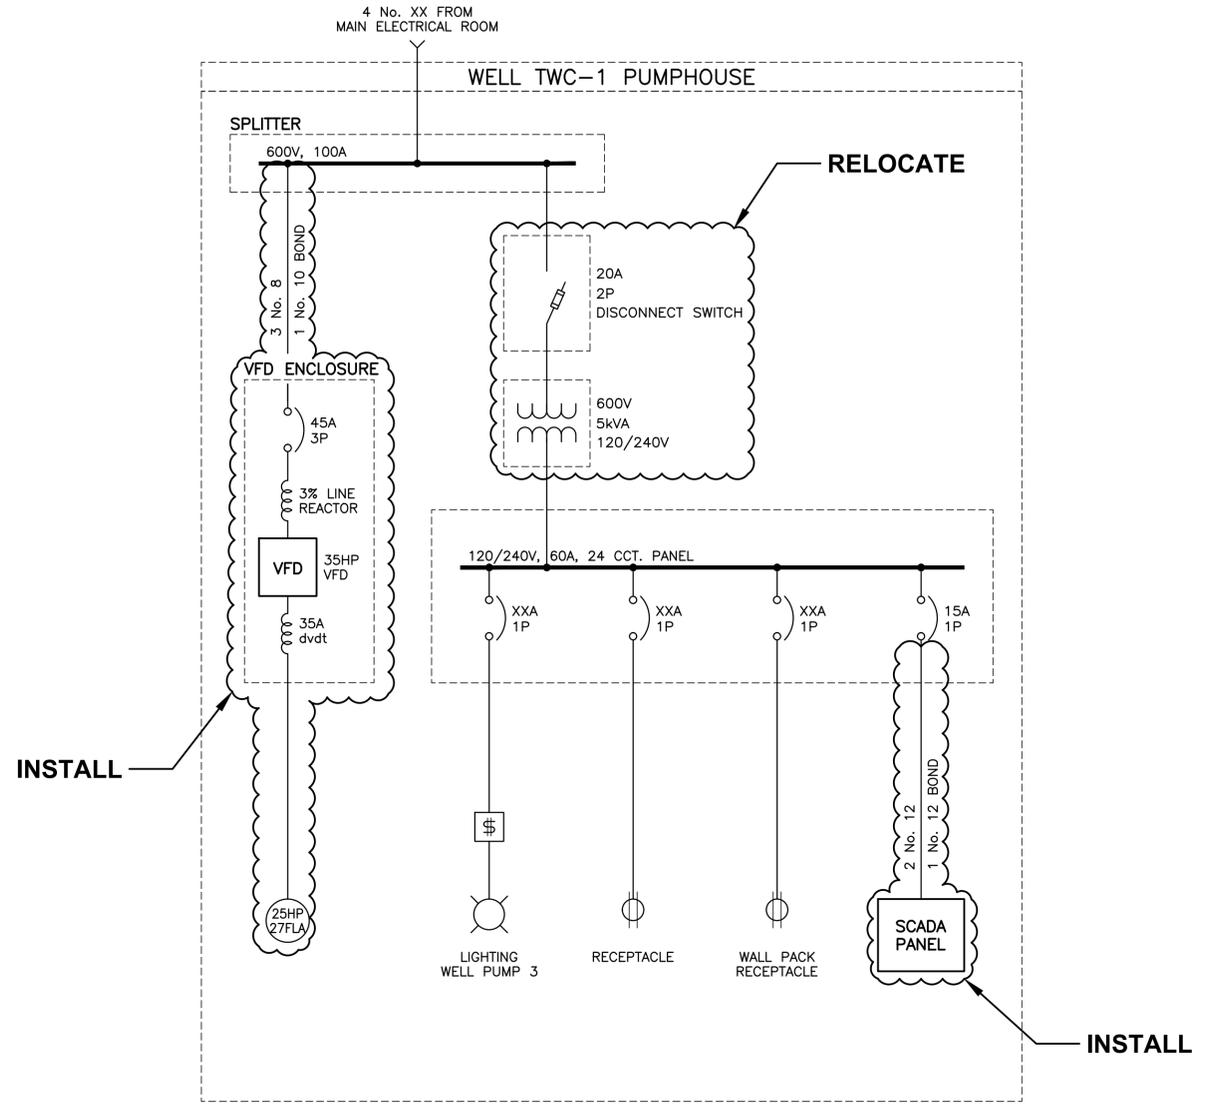 4 No. XX FROM
MAIN ELECTRICAL ROOM
WELL TWC-1 PUMPHOUSE
SPLITTER
600V, 100A
RELOCATE
3 No. 8
1 No. 10 BOND
20A
2P
DISCONNECT SWITCH
VFD ENCLOSURE
45A
3P
600V
5kVA
120/240V
3% LINE
REACTOR
VFD
35HP
VFD
35A
dvdt
120/240V, 60A, 24 CCT. PANEL
XXA
1P
XXA
1P
XXA
1P
15A
1P
INSTALL
2 No. 12
1 No. 12 BOND
$
25HP
27FLA
SCADA
PANEL
LIGHTING
WELL PUMP 3
RECEPTACLE
WALL PACK
RECEPTACLE
INSTALL